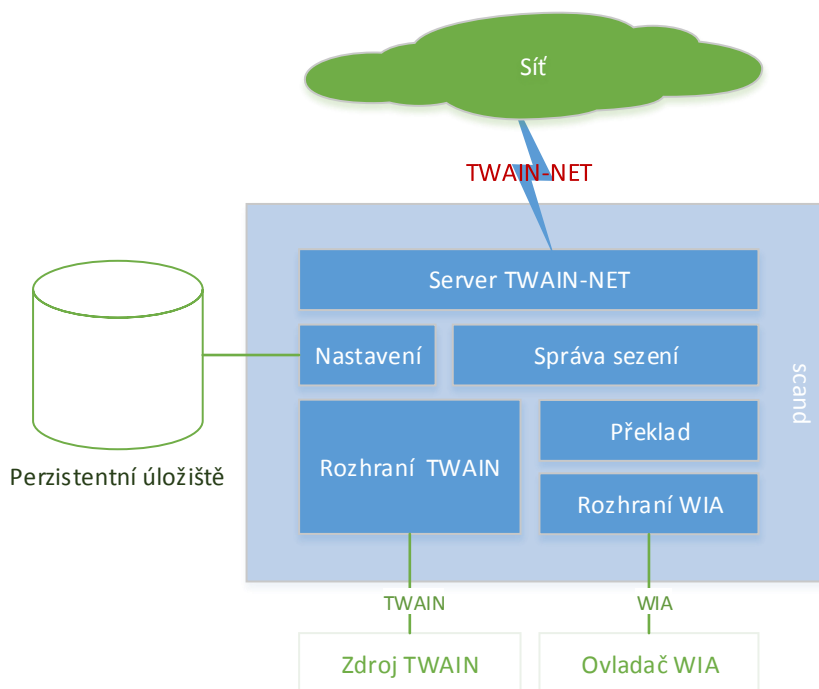 Síť
TWAIN-NET
Server TWAIN-NET
Nastavení
Správa sezení
scand
Překlad
Rozhraní TWAIN
Perzistentní úložiště
Rozhraní WIA
TWAIN
WIA
Zdroj TWAIN
Ovladač WIA